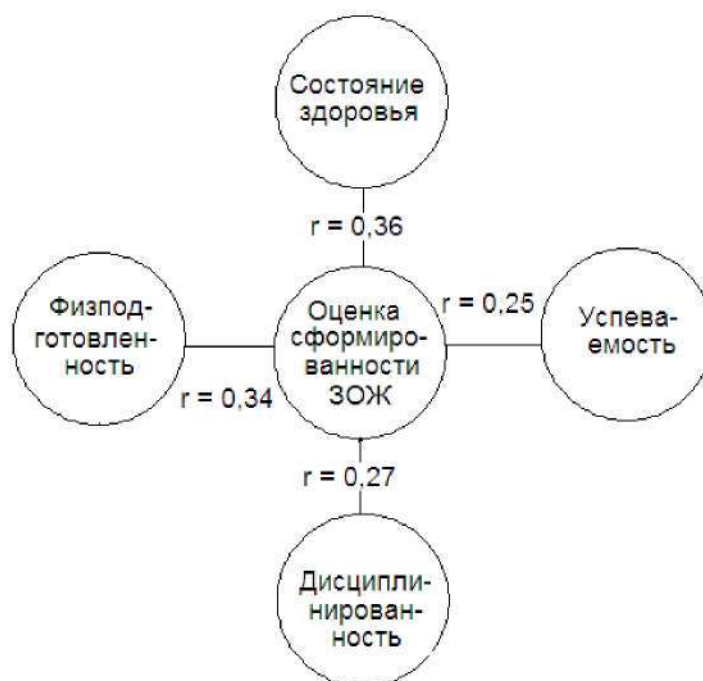 Состояние
здоровья
r = 0,36
Физпод-
готовлен-
ность
r = 0,34
Оценка
сформиро-
ванности
ЗОЖ
r = 0,25
Успева-
емость
r = 0,27
Дисципли-
нирован-
ность